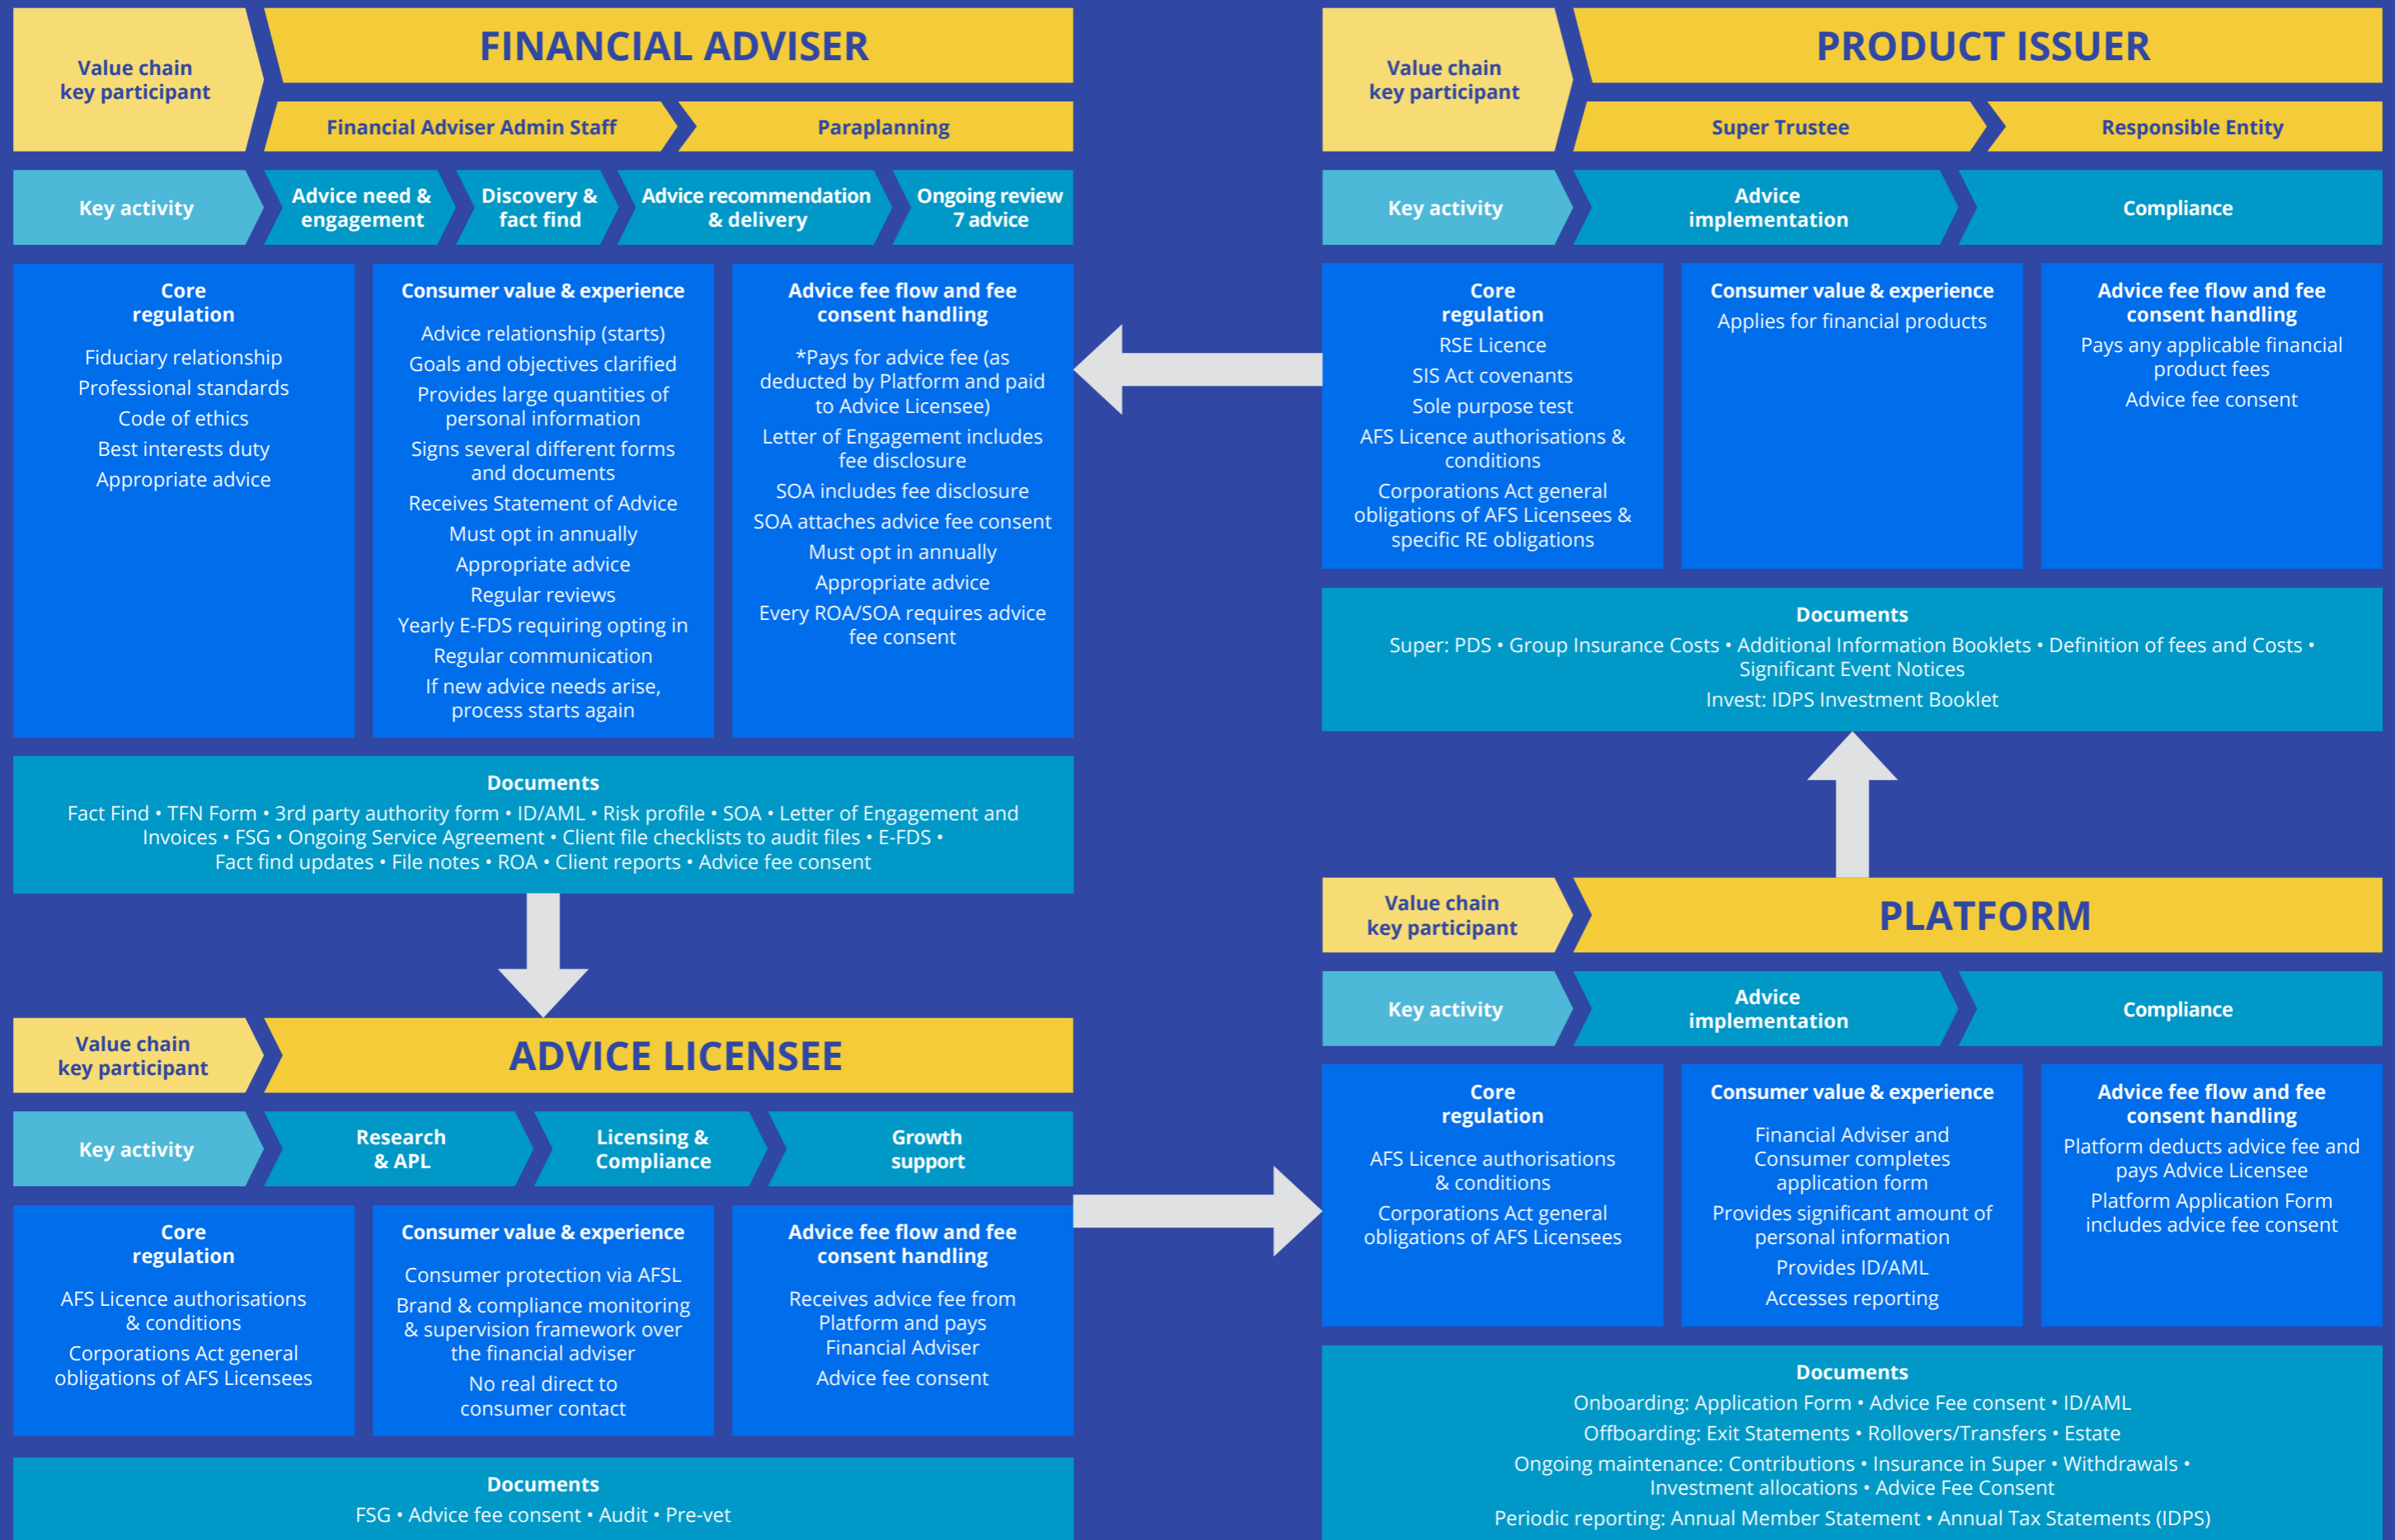 Value chain
key participant
FINANCIAL ADVISER
Financial Adviser Admin Staff
Paraplanning
Key activity
Advice need &
engagement
Discovery &
fact find
Advice recommendation
& delivery
Ongoing review
7 advice
Core
regulation
Fiduciary relationship
Professional standards
Code of ethics
Best interests duty
Appropriate advice
Consumer value & experience
Advice relationship (starts)
Goals and objectives clarified
Provides large quantities of
personal information
Signs several different forms
and documents
Receives Statement of Advice
Must opt in annually
Appropriate advice
Regular reviews
Yearly E-FDS requiring opting in
Regular communication
If new advice needs arise,
process starts again
Advice fee flow and fee
consent handling
*Pays for advice fee (as
deducted by Platform and paid
to Advice Licensee)
Letter of Engagement includes
fee disclosure
SOA includes fee disclosure
SOA attaches advice fee consent
Must opt in annually
Appropriate advice
Every ROA/SOA requires advice
fee consent
Documents
Fact Find • TFN Form • 3rd party authority form • ID/AML • Risk profile • SOA • Letter of Engagement and
Invoices • FSG • Ongoing Service Agreement • Client file checklists to audit files • E-FDS •
Fact find updates • File notes • ROA • Client reports • Advice fee consent
Value chain
key participant
ADVICE LICENSEE
Key activity
Research
& APL
Licensing &
Compliance
Growth
support
Core
regulation
AFS Licence authorisations
& conditions
Corporations Act general
obligations of AFS Licensees
Consumer value & experience
Consumer protection via AFSL
Brand & compliance monitoring
& supervision framework over
the financial adviser
No real direct to
consumer contact
Advice fee flow and fee
consent handling
Receives advice fee from
Platform and pays
Financial Adviser
Advice fee consent
Documents
FSG • Advice fee consent • Audit • Pre-vet
Value chain
key participant
PRODUCT ISSUER
Super Trustee
Responsible Entity
Key activity
Advice
implementation
Compliance
Core
regulation
RSE Licence
SIS Act covenants
Sole purpose test
AFS Licence authorisations &
conditions
Corporations Act general
obligations of AFS Licensees &
specific RE obligations
Consumer value & experience
Applies for financial products
Advice fee flow and fee
consent handling
Pays any applicable financial
product fees
Advice fee consent
Documents
Super: PDS • Group Insurance Costs • Additional Information Booklets • Definition of fees and Costs •
Significant Event Notices
Invest: IDPS Investment Booklet
Value chain
key participant
PLATFORM
Key activity
Advice
implementation
Compliance
Core
regulation
AFS Licence authorisations
& conditions
Corporations Act general
obligations of AFS Licensees
Consumer value & experience
Financial Adviser and
Consumer completes
application form
Provides significant amount of
personal information
Provides ID/AML
Accesses reporting
Advice fee flow and fee
consent handling
Platform deducts advice fee and
pays Advice Licensee
Platform Application Form
includes advice fee consent
Documents
Onboarding: Application Form • Advice Fee consent • ID/AML
Offboarding: Exit Statements • Rollovers/Transfers • Estate
Ongoing maintenance: Contributions • Insurance in Super • Withdrawals •
Investment allocations • Advice Fee Consent
Periodic reporting: Annual Member Statement • Annual Tax Statements (IDPS)